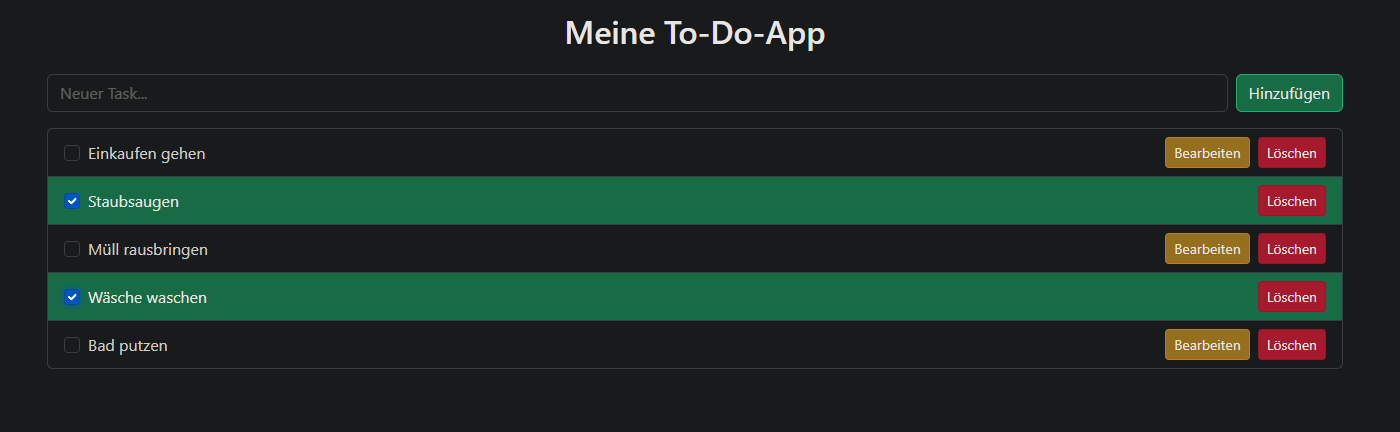 Meine To-Do-App
Neuer Task... Hinzufügen
Einkaufen gehen Bearbeiten Löschen
Staubsaugen Löschen
Müll rausbringen Bearbeiten Löschen
Wäsche waschen Löschen
Bad putzen Bearbeiten Löschen